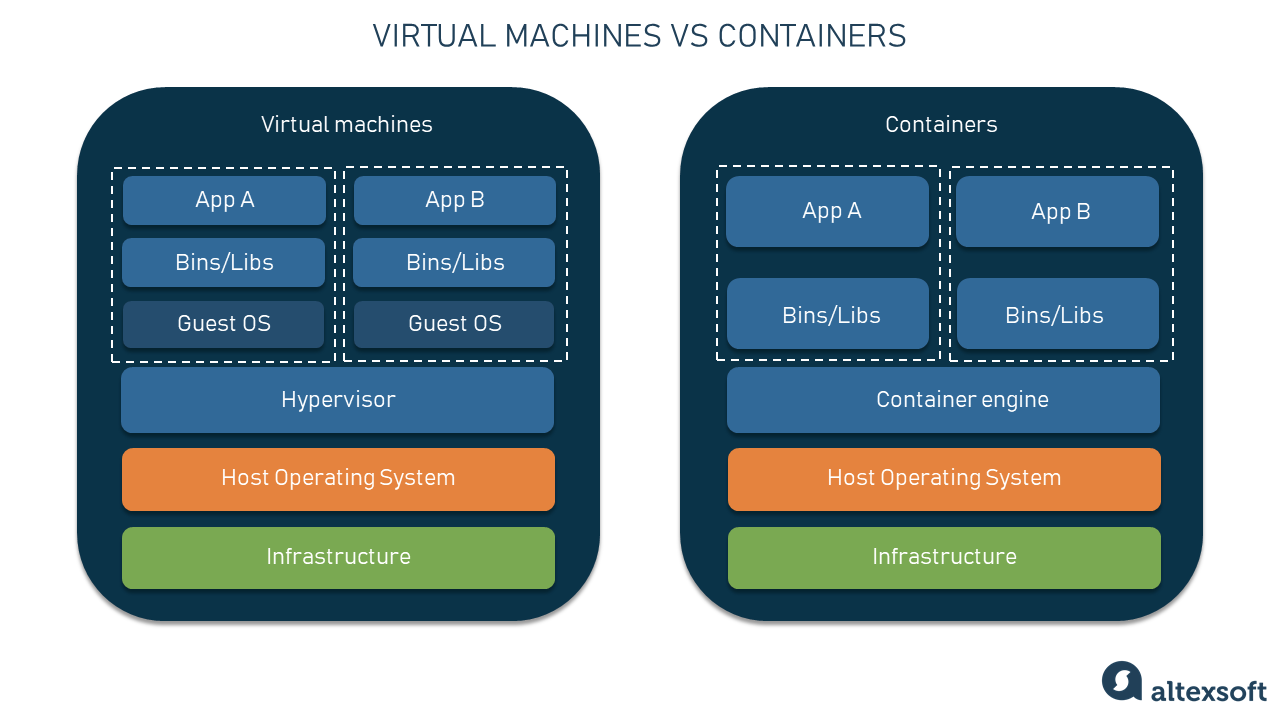 VIRTUAL MACHINES VS CONTAINERS
Virtual machines
App A
App B
Bins/Libs
Bins/Libs
Guest OS
Guest OS
Hypervisor
Host Operating System
Infrastructure
Containers
App A
App B
Bins/Libs
Bins/Libs
Container engine
Host Operating System
Infrastructure
altexsoft